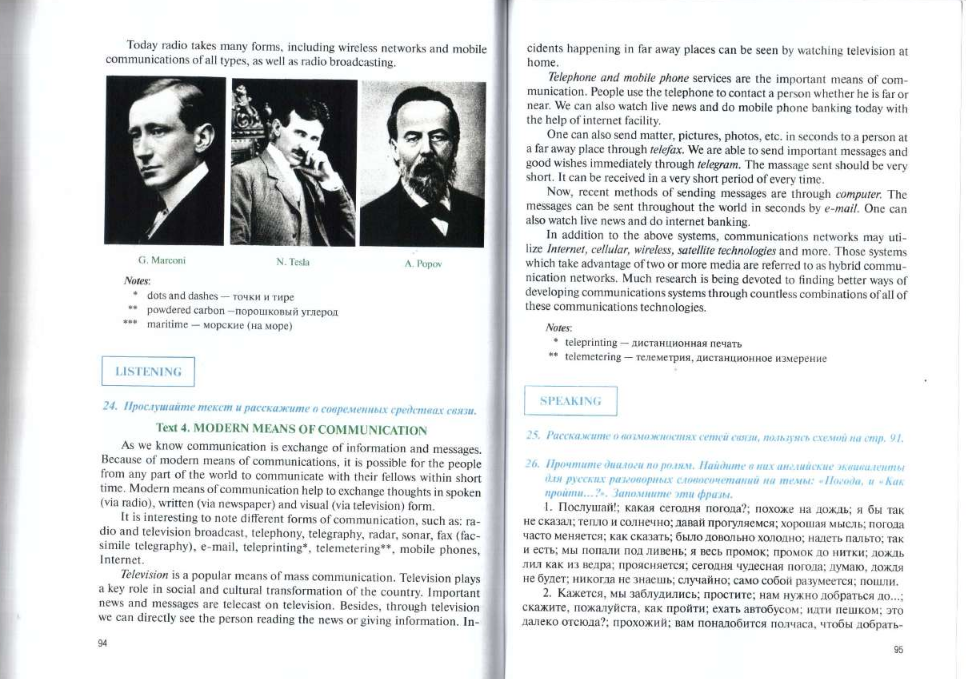 Today radio takes many forms, including wireless networks and mobile
communications of all types, as well as radio broadcasting.
G. Marconi
N. Tesla
A. Popov
Notes:
* dots and dashes — точки и тире
** powdered carbon —порошковый углерод
*** maritime — морские (на море)
LISTENING
24. Прослушайте текст и расскажите о современных средствах связи.
Text 4. MODERN MEANS OF COMMUNICATION
As we know communication is exchange of information and messages.
Because of modern means of communications, it is possible for the people
from any part of the world to communicate with their fellows within short
time. Modern means of communication help to exchange thoughts in spoken
(via radio), written (via newspaper) and visual (via television) form.
It is interesting to note different forms of communication, such as: ra-
dio and television broadcast, telephony, telegraphy, radar, sonar, fax (fac-
simile telegraphy), e-mail, teleprinting*, telemetering**, mobile phones,
Internet.
Television is a popular means of mass communication. Television plays
a key role in social and cultural transformation of the country. Important
news and messages are telecast on television. Besides, through television
we can directly see the person reading the news or giving information. In-
94
cidents happening in far away places can be seen by watching television at
home.
Telephone and mobile phone services are the important means of com-
munication. People use the telephone to contact a person whether he is far or
near. We can also watch live news and do mobile phone banking today with
the help of internet facility.
One can also send matter, pictures, photos, etc. in seconds to a person at
a far away place through telefax. We are able to send important messages and
good wishes immediately through telegram. The massage sent should be very
short. It can be received in a very short period of every time.
Now, recent methods of sending messages are through computer. The
messages can be sent throughout the world in seconds by e-mail. One can
also watch live news and do internet banking.
In addition to the above systems, communications networks may uti-
lize Internet, cellular, wireless, satellite technologies and more. Those systems
which take advantage of two or more media are referred to as hybrid commu-
nication networks. Much research is being devoted to finding better ways of
developing communications systems through countless combinations of all of
these communications technologies.
Notes:
* teleprinting — дистанционная печать
** telemetering — телеметрия, дистанционное измерение
SPEAKING
25. Расскажите о возможностях сетей связи, пользуясь схемой на стр. 91.
26. Прочтите диалоги по ролям. Найдите в них английские эквиваленты
для русских разговорных словосочетаний на темы: «Погода, и «Как
пройти...?». Запомните эти фразы.
1. Послушай!; какая сегодня погода?; похоже на дождь; я бы так
не сказал; тепло и солнечно; давай прогуляемся; хорошая мысль; погода
часто меняется; как сказать; было довольно холодно; надеть пальто; так
и есть; мы попали под ливень; я весь промок; промок до нитки; дождь
лил как из ведра; проясняется; сегодня чудесная погода; думаю, дождя
не будет; никогда не знаешь; случайно; само собой разумеется; пошли.
2. Кажется, мы заблудились; простите; нам нужно добраться до...;
скажите, пожалуйста, как пройти; ехать автобусом; идти пешком; это
далеко отсюда?; прохожий; вам понадобится полчаса, чтобы добрать-
95